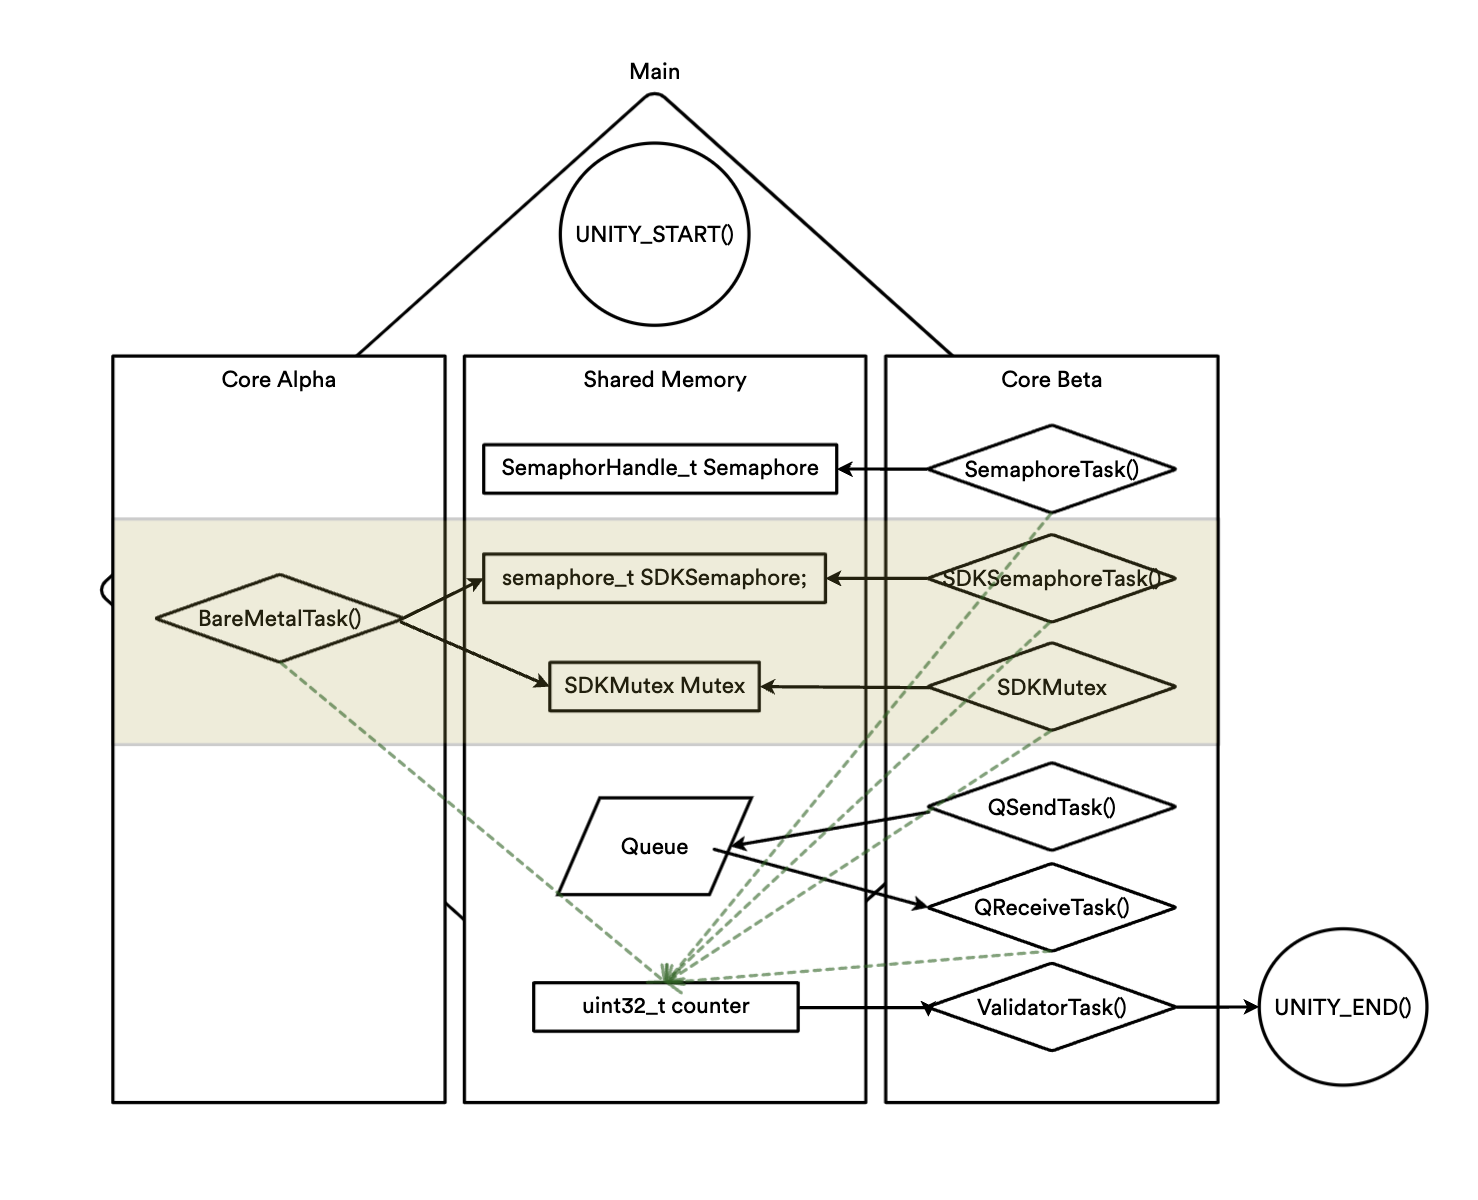 Main
UNITY_START()
Core Alpha
Shared Memory
Core Beta
SemaphorHandle_t Semaphore
SemaphoreTask()
semaphore_t SDKSemaphore;
SDKSemaphoreTask()
BareMetalTask()
SDKMutex Mutex
SDKMutex
QSendTask()
Queue
QReceiveTask()
uint32_t counter
ValidatorTask()
UNITY_END()